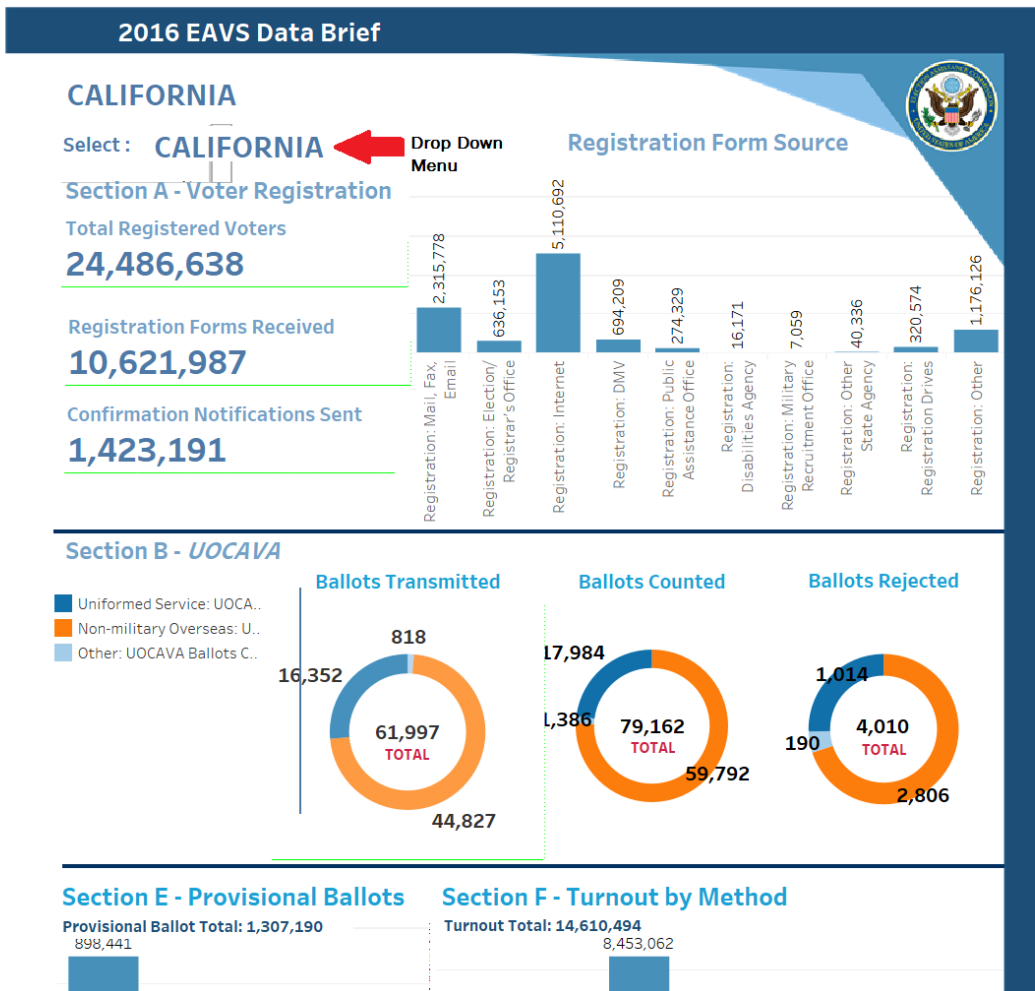 2016 EAVS Data Brief
CALIFORNIA
Select : CALIFORNIA
Drop Down
Menu
Registration Form Source
Section A - Voter Registration
Total Registered Voters
24,486,638
Registration Forms Received
10,621,987
Confirmation Notifications Sent
1,423,191
2,315,778
636,153
5,110,692
694,209
274,329
16,171
7,059
40,336
320,574
1,176,126
Registration: Mail, Fax,
Email
Registration: Election/
Registrar's Office
Registration: Internet
Registration: DMV
Registration: Public
Assistance Office
Registration:
Disabilities Agency
Registration: Military
Recruitment Office
Registration: Other
State Agency
Registration:
Registration Drives
Registration: Other
Section B - UOCAVA
Uniformed Service: UOCA..
Non-military Overseas: U..
Other: UOCAVA Ballots C..
Ballots Transmitted
818
16,352
61,997
TOTAL
44,827
Ballots Counted
17,984
1,386
79,162
TOTAL
59,792
Ballots Rejected
1,014
190
4,010
TOTAL
2,806
Section E - Provisional Ballots
Provisional Ballot Total: 1,307,190
898,441
Section F - Turnout by Method
Turnout Total: 14,610,494
8,453,062